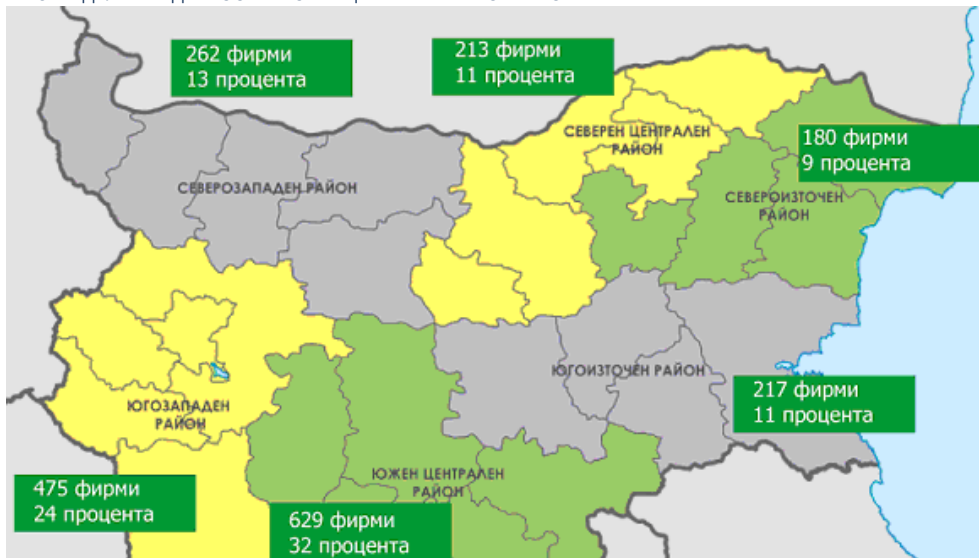 262 фирми
13 процента
213 фирми
11 процента
СЕВЕРЕН ЦЕНТРАЛЕН
РАЙОН
180 фирми
9 процента
СЕВЕРОЗАПАДЕН РАЙОН
СЕВЕРОИЗТОЧЕН
РАЙОН
ЮГОИЗТОЧЕН РАЙОН
217 фирми
11 процента
ЮГОЗАПАДЕН
РАЙОН
ЮЖЕН ЦЕНТРАЛЕН
РАЙОН
475 фирми
24 процента
629 фирми
32 процента